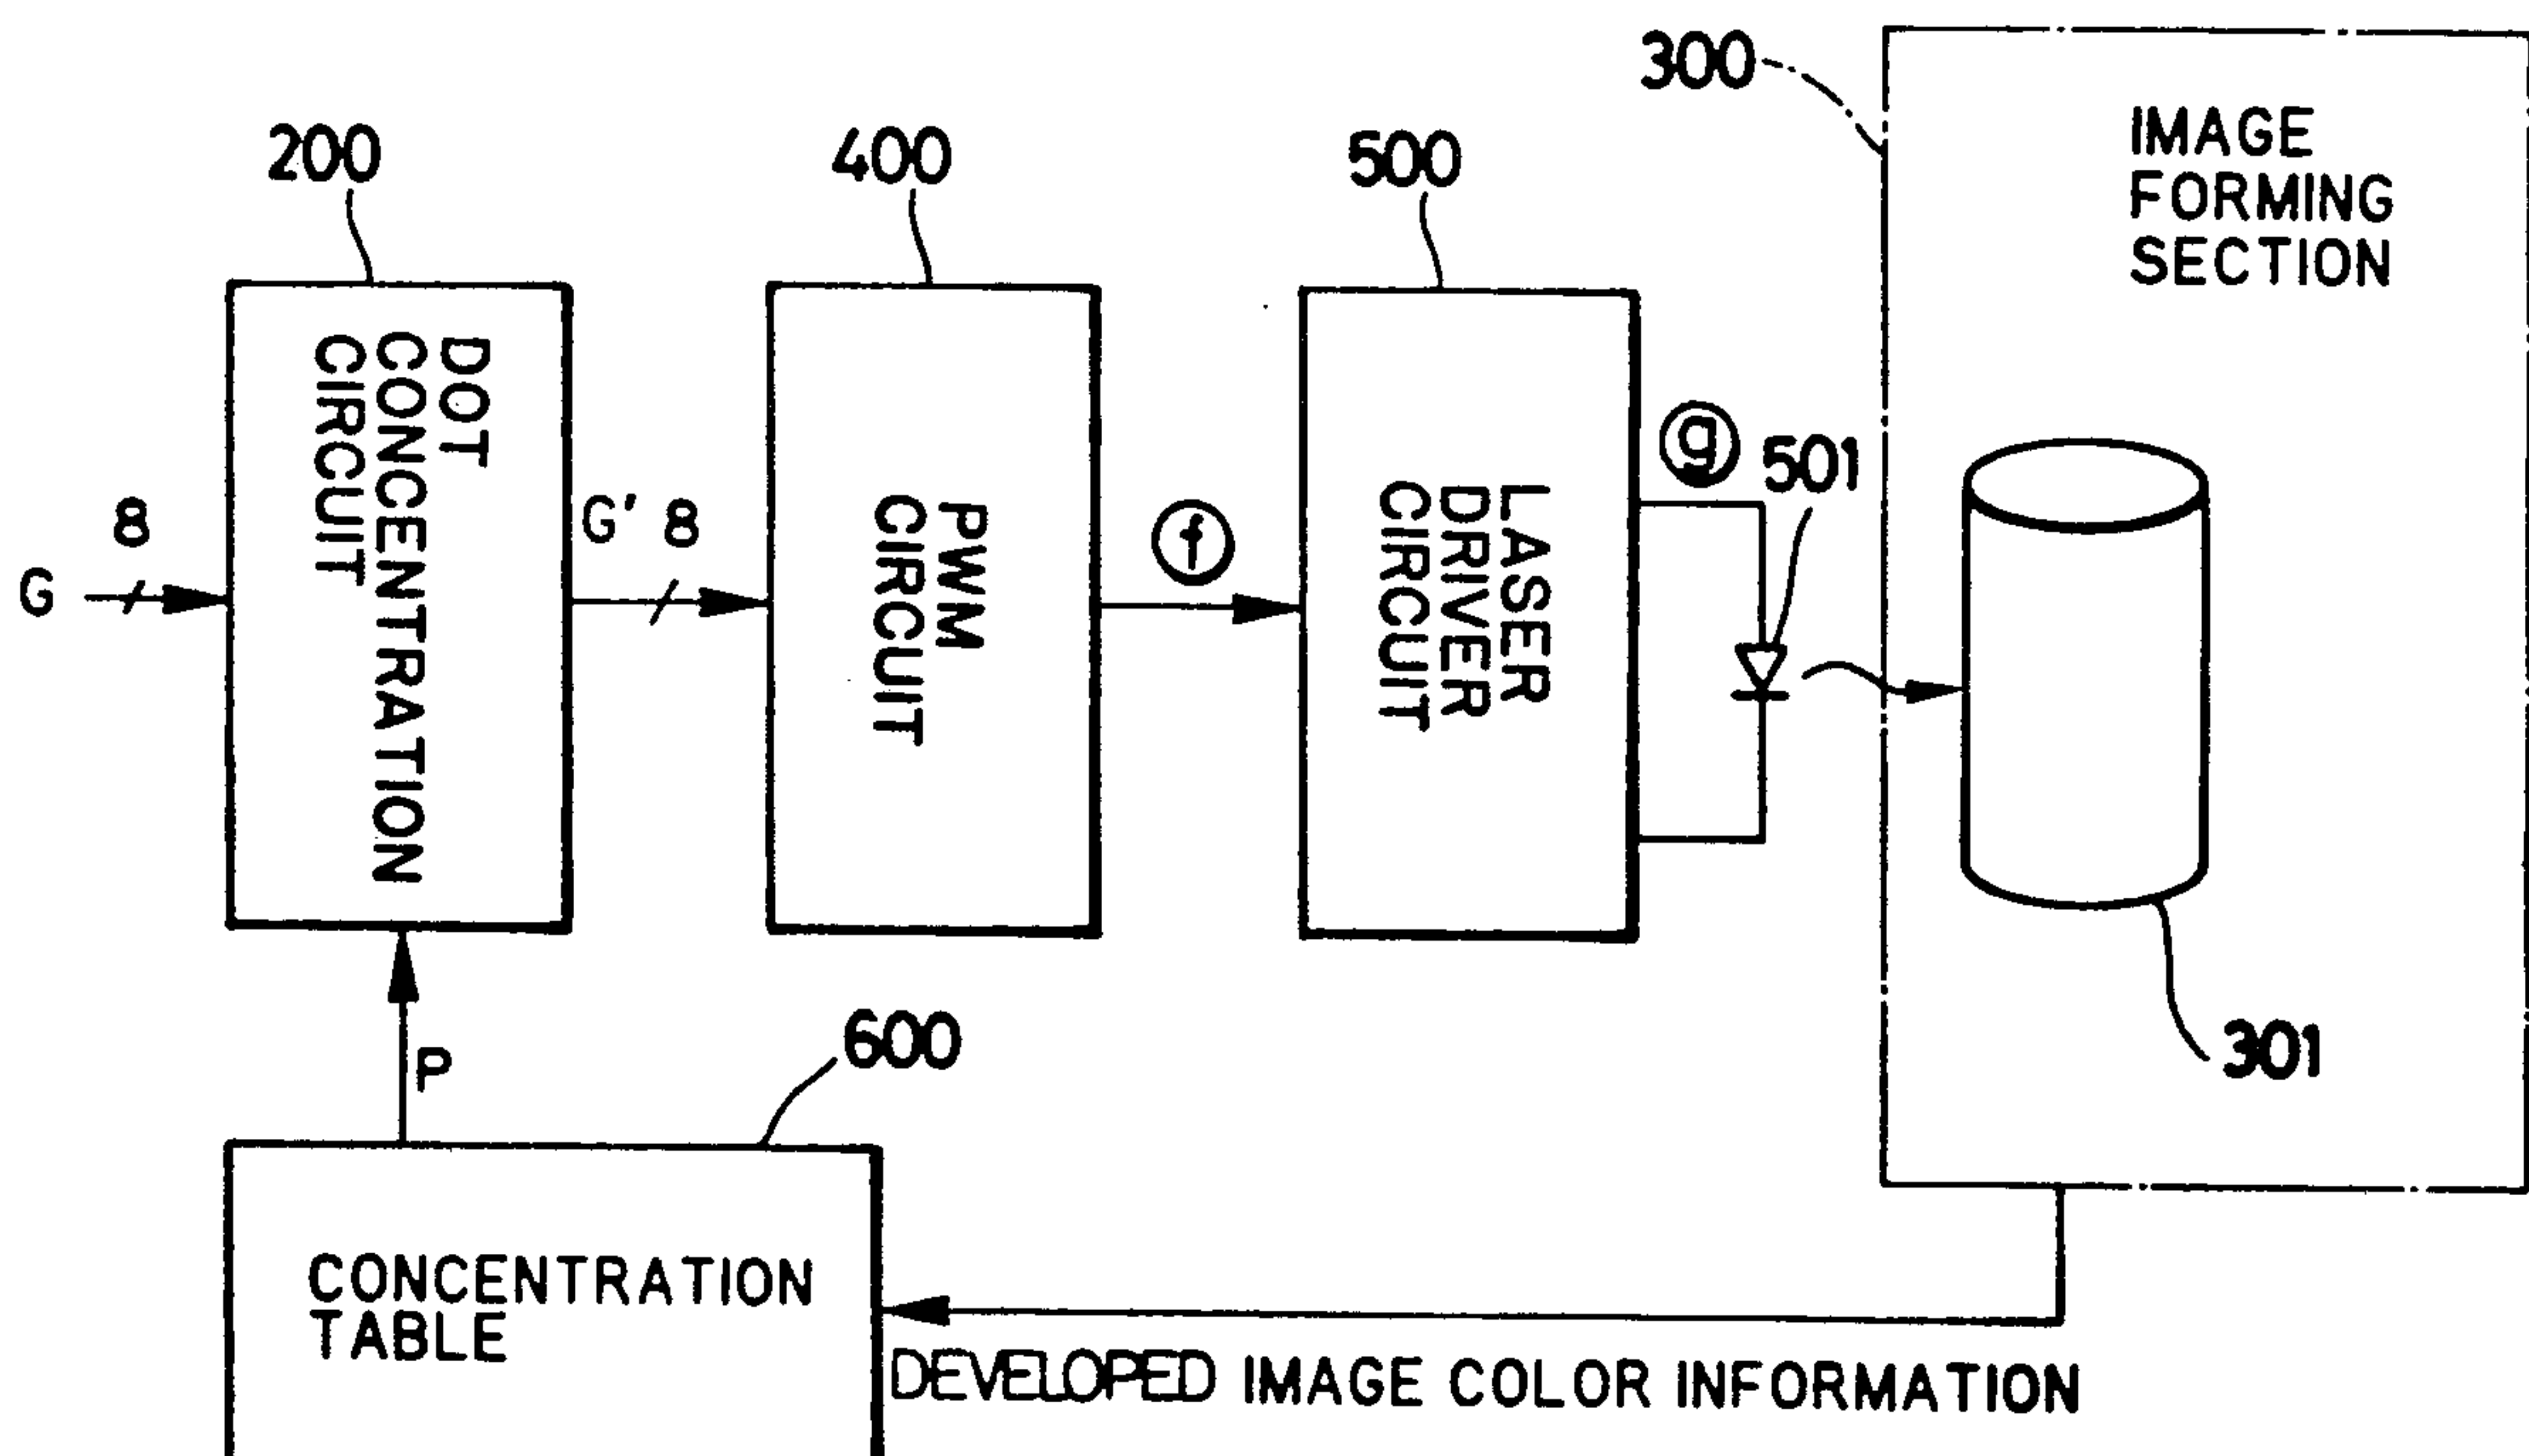 300
IMAGE
FORMING
SECTION
200
400
500
DOT
CONCENTRATION
CIRCUIT
PWM
CIRCUIT
LASER
DRIVER
CIRCUIT
G
8
G' 8
f
g
501
P
600
301
CONCENTRATION
TABLE
DEVELOPED IMAGE COLOR INFORMATION